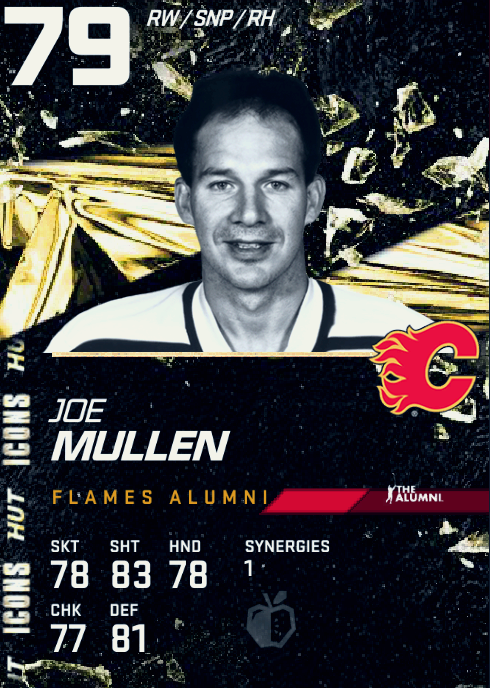 79
RW / SNP / RH
HUT ICONS HUT ICONS
JOE
MULLEN
FLAMES ALUMNI
THE
ALUMNI
SKT SHT HND SYNERGIES
78 83 78 1
CHK DEF
77 81
C